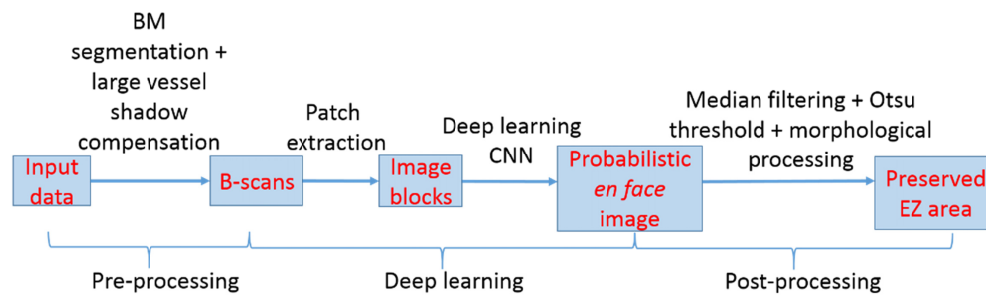 BM
segmentation +
large vessel
shadow
compensation
Patch
extraction
Deep learning
CNN
Median filtering + Otsu
threshold + morphological
processing
Input
data
B-scans
Image
blocks
Probabilistic
en face
image
Preserved
EZ area
Pre-processing
Deep learning
Post-processing